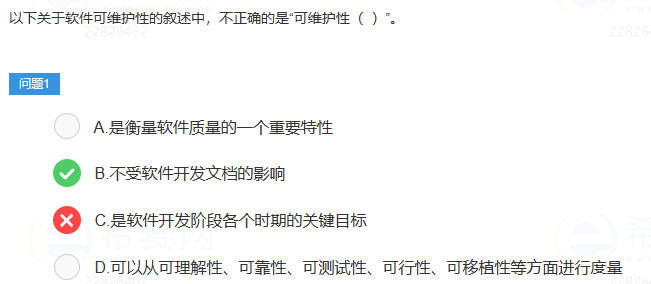 以下关于软件可维护性的叙述中，不正确的是“可维护性（ ）”。
22826402
问题1
A.是衡量软件质量的一个重要特性
B.不受软件开发文档的影响
C.是软件开发阶段各个时期的关键目标
希赛网
D.可以从可理解性、可靠性、可测试性、可行性、可移植性等方面进行度量